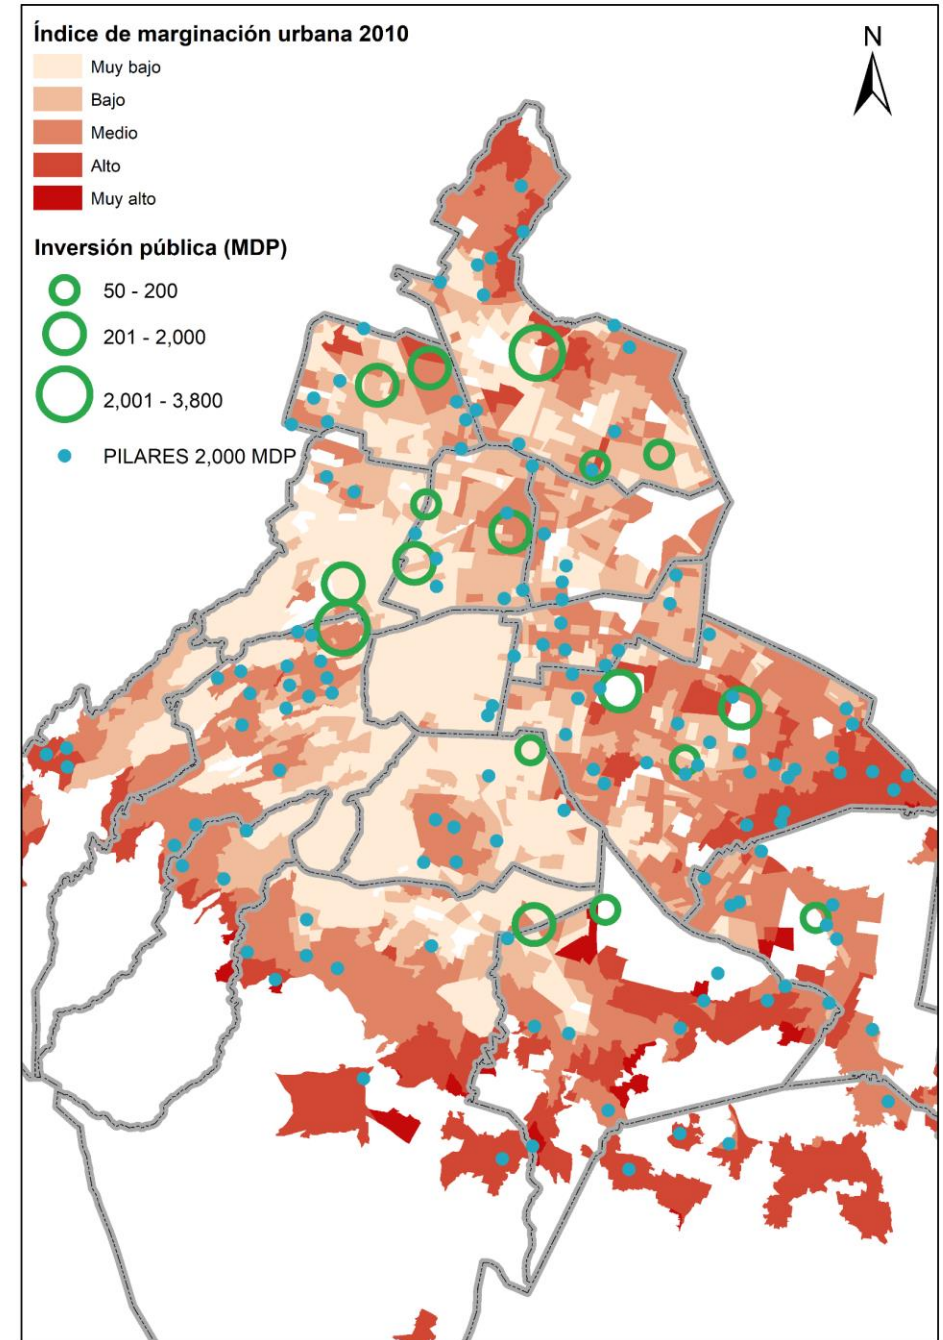 Índice de marginación urbana 2010
Muy bajo
Bajo
Medio
Alto
Muy alto
Inversión pública (MDP)
50 - 200
201 - 2,000
2,001 - 3,800
PILARES 2,000 MDP
N